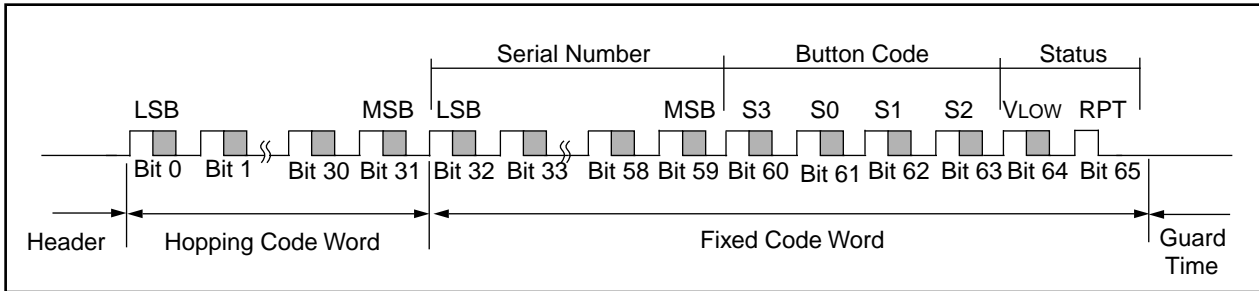 Serial Number Button Code Status
LSB MSB LSB MSB S3 S0 S1 S2 VLOW RPT
Bit 0 Bit 1 Bit 30 Bit 31 Bit 32 Bit 33 Bit 58 Bit 59 Bit 60 Bit 61 Bit 62 Bit 63 Bit 64 Bit 65
Header Hopping Code Word Fixed Code Word Guard
Time